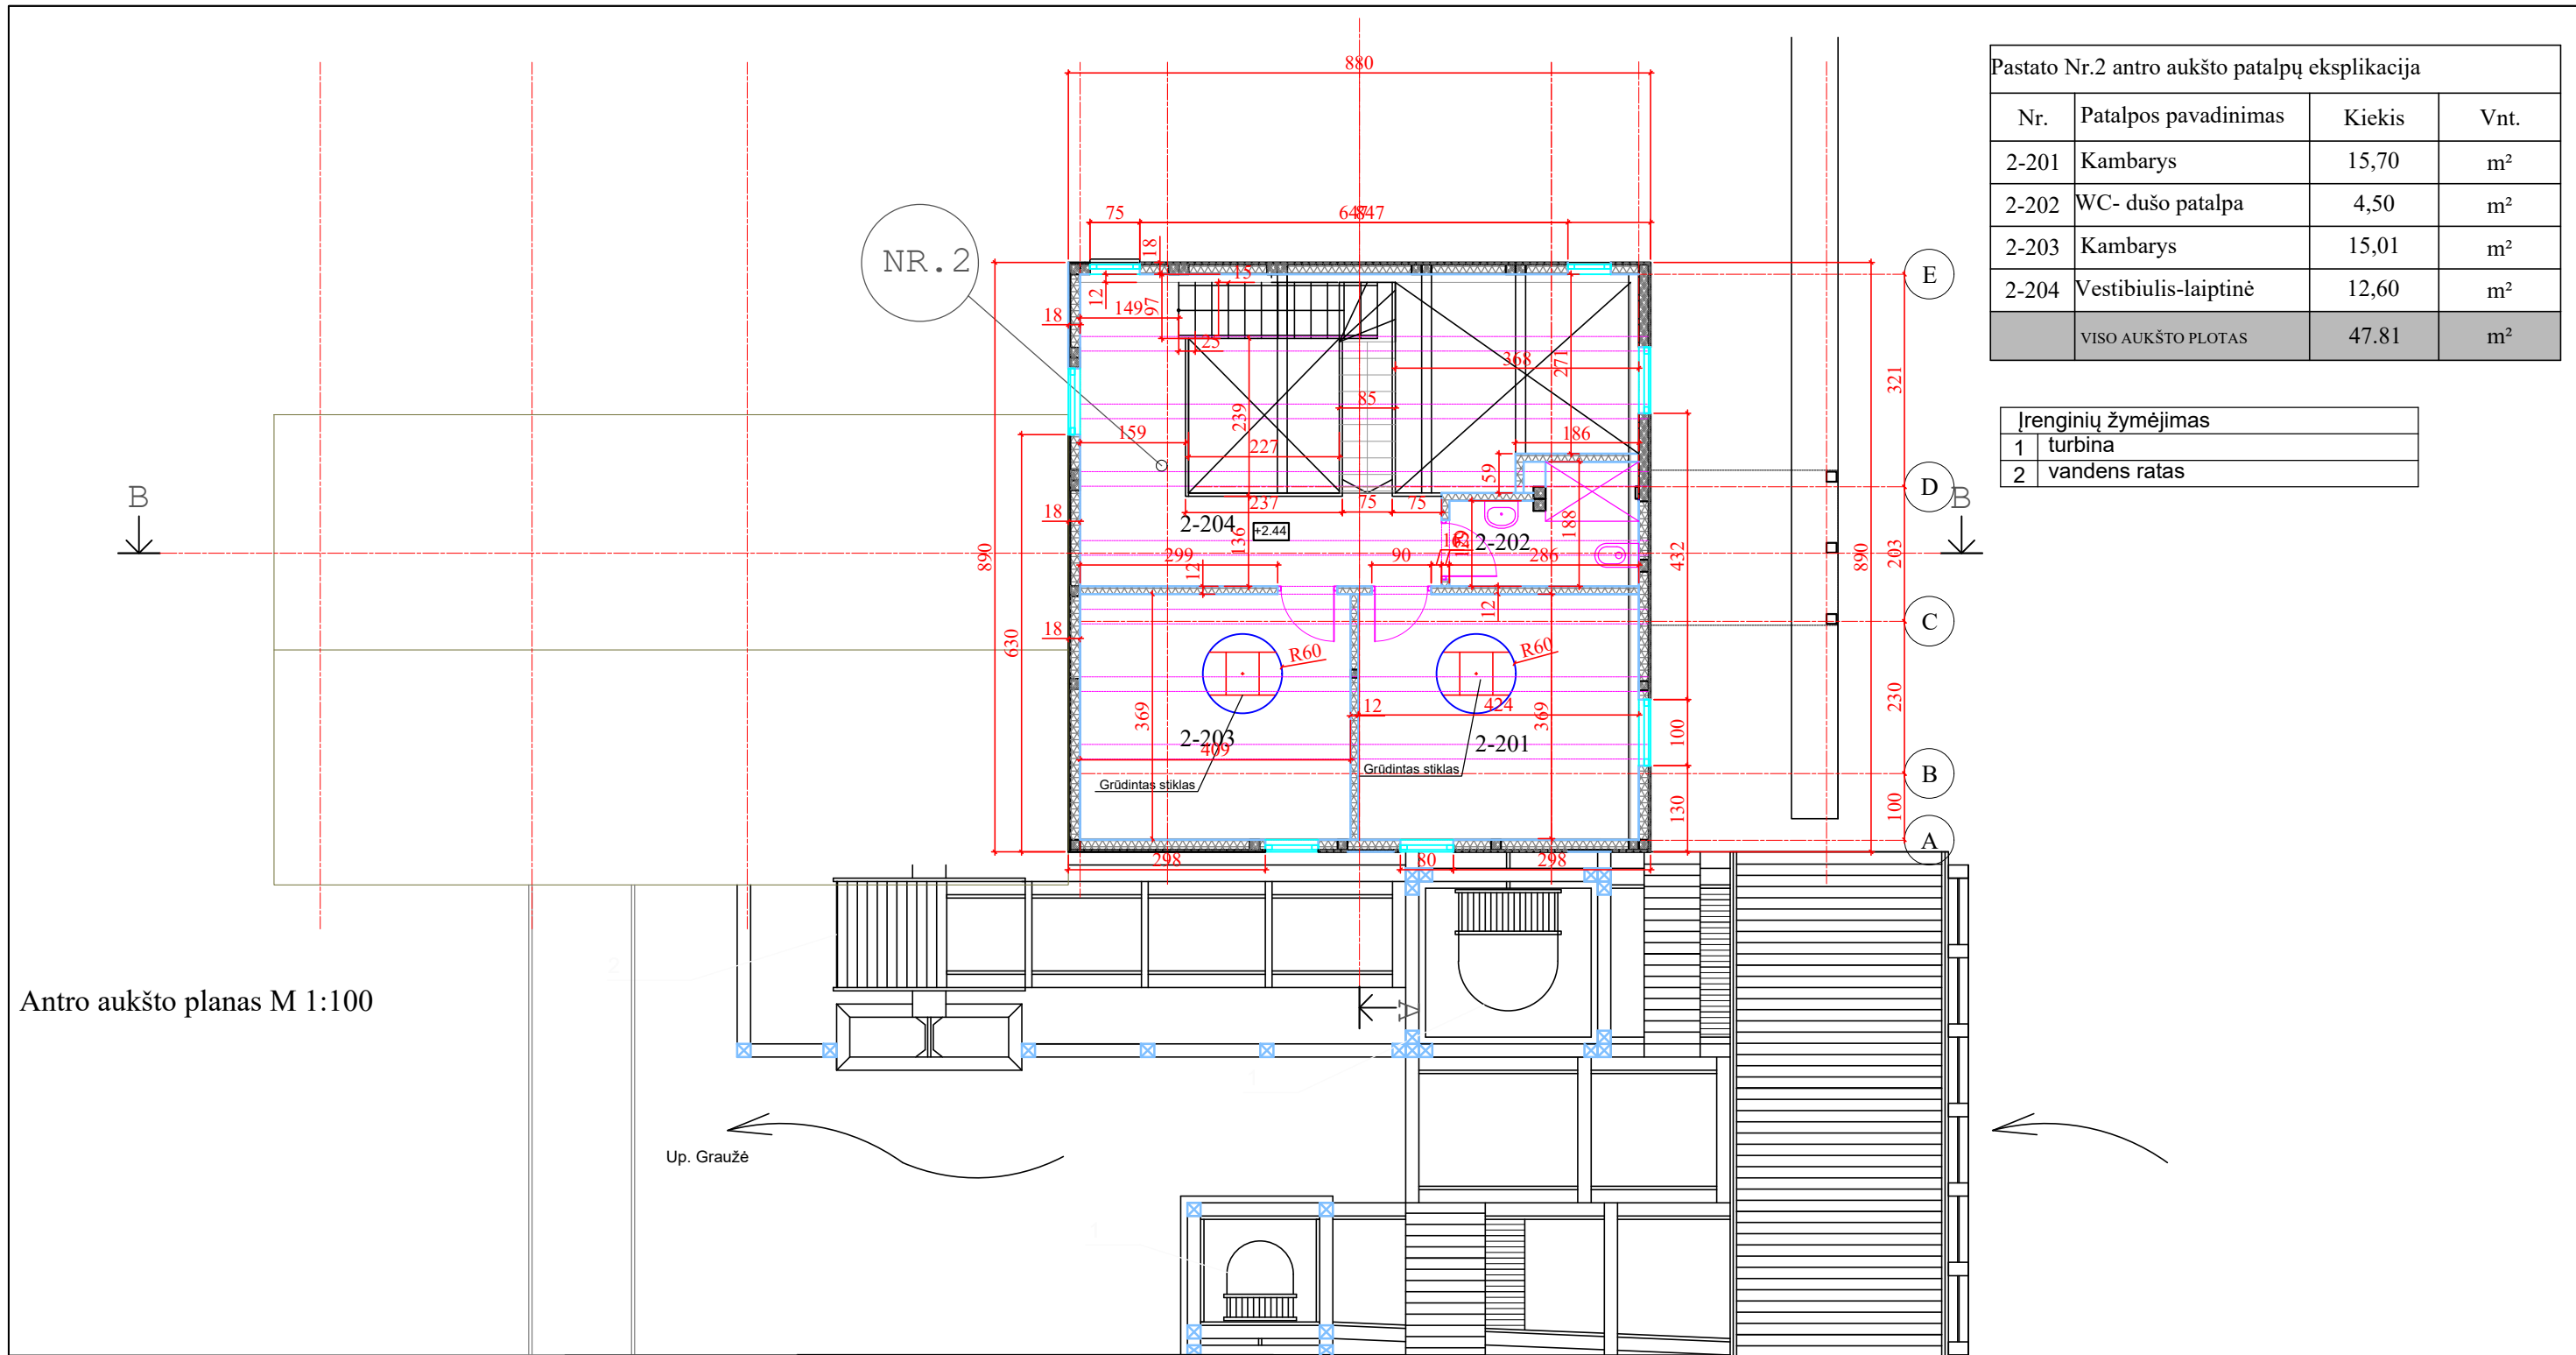 880
75
647
847
18
NR.2
15
12
149
97
18
25
368
271
E
321
85
239
159
227
186
59
B
D
B
18
237
75
75
2-204
+2.44
136
299
12
90
2-202
188
286
432
203
890
890
12
C
18
630
R60
R60
230
12
424
369
369
2-203
409
2-201
100
Grūdintas stiklas
Grūdintas stiklas
B
130
100
A
298
80
298
A
Antro aukšto planas M 1:100
Up. Graužė
Pastato Nr.2 antro aukšto patalpų eksplikacija
Nr. Patalpos pavadinimas Kiekis Vnt.
2-201 Kambarys 15,70 m²
2-202 WC- dušo patalpa 4,50 m²
2-203 Kambarys 15,01 m²
2-204 Vestibiulis-laiptinė 12,60 m²
VISO AUKŠTO PLOTAS 47.81 m²
Įrenginių žymėjimas
1 turbina
2 vandens ratas